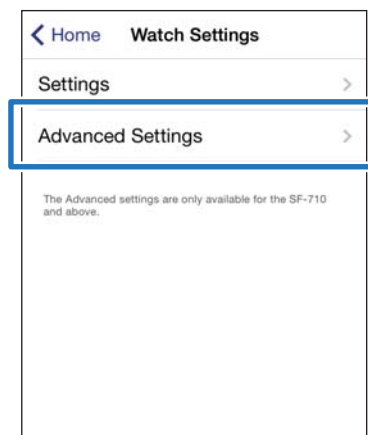 Home Watch Settings
Settings
Advanced Settings
The Advanced settings are only available for the SF-710
and above.